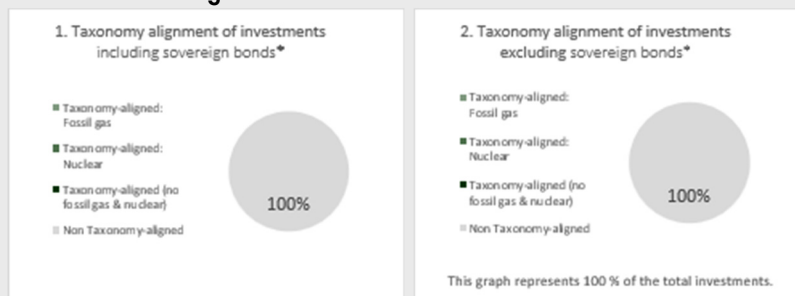 1. Taxonomy alignment of investments
including sovereign bonds*
Taxonomy-aligned:
Fossil gas
Taxonomy-aligned:
Nuclear
Taxonomy-aligned (no
fossil gas & nuclear)
Non Taxonomy-aligned
100%
2. Taxonomy alignment of investments
excluding sovereign bonds*
Taxonomy-aligned:
Fossil gas
Taxonomy-aligned:
Nuclear
Taxonomy-aligned (no
fossil gas & nuclear)
Non Taxonomy-aligned
100%
This graph represents 100 % of the total investments.